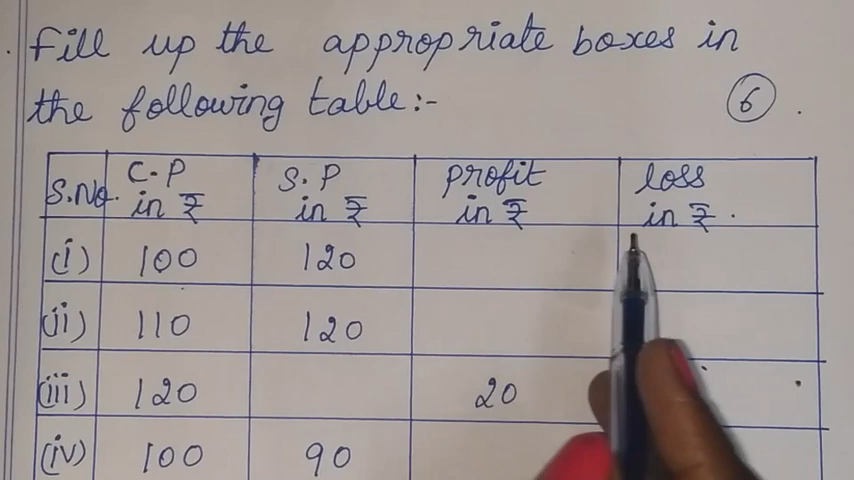 Fill up the appropriate boxes in
the following table:- 6
S.No. C.P in ₹ S.P in ₹ profit in ₹ loss in ₹.
(i) 100 120
(ii) 110 120
(iii) 120 20
(iv) 100 90